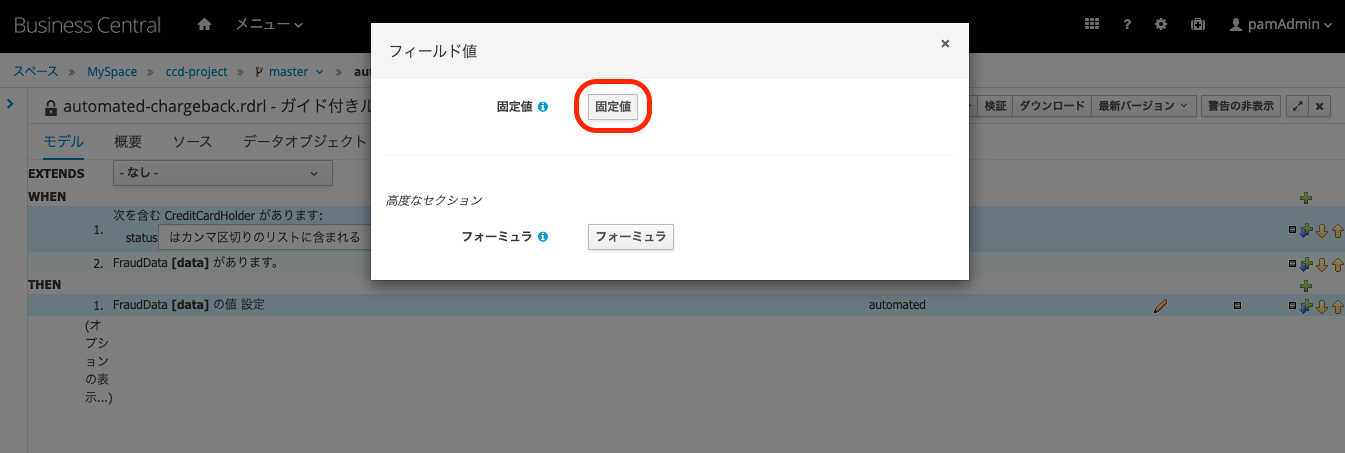 Business Central
メニュー
?
pamAdmin
スペース » MySpace » ccd-project » master » au
フィールド値
×
固定値
固定値
高度なセクション
フォーミュラ
フォーミュラ
automated-chargeback.rdrl - ガイド付きル
検証
ダウンロード
最新バージョン
警告の非表示
モデル
概要
ソース
データオブジェクト
EXTENDS
- なし -
WHEN
1.
次を含む CreditCardHolder があります:
status はカンマ区切りのリストに含まれる
2. FraudData [data] があります。
THEN
1. FraudData [data] の値 設定
automated
(オ
プシ
ョン
の表
示...)